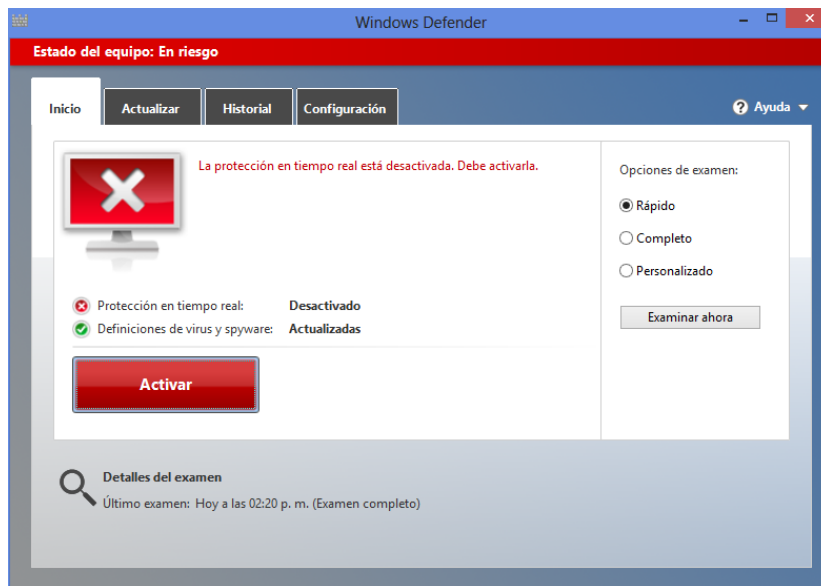 Windows Defender
Estado del equipo: En riesgo
Inicio
Actualizar
Historial
Configuración
Ayuda
La protección en tiempo real está desactivada. Debe activarla.
Protección en tiempo real: Desactivado
Definiciones de virus y spyware: Actualizadas
Activar
Opciones de examen:
Rápido
Completo
Personalizado
Examinar ahora
Detalles del examen
Último examen: Hoy a las 02:20 p. m. (Examen completo)